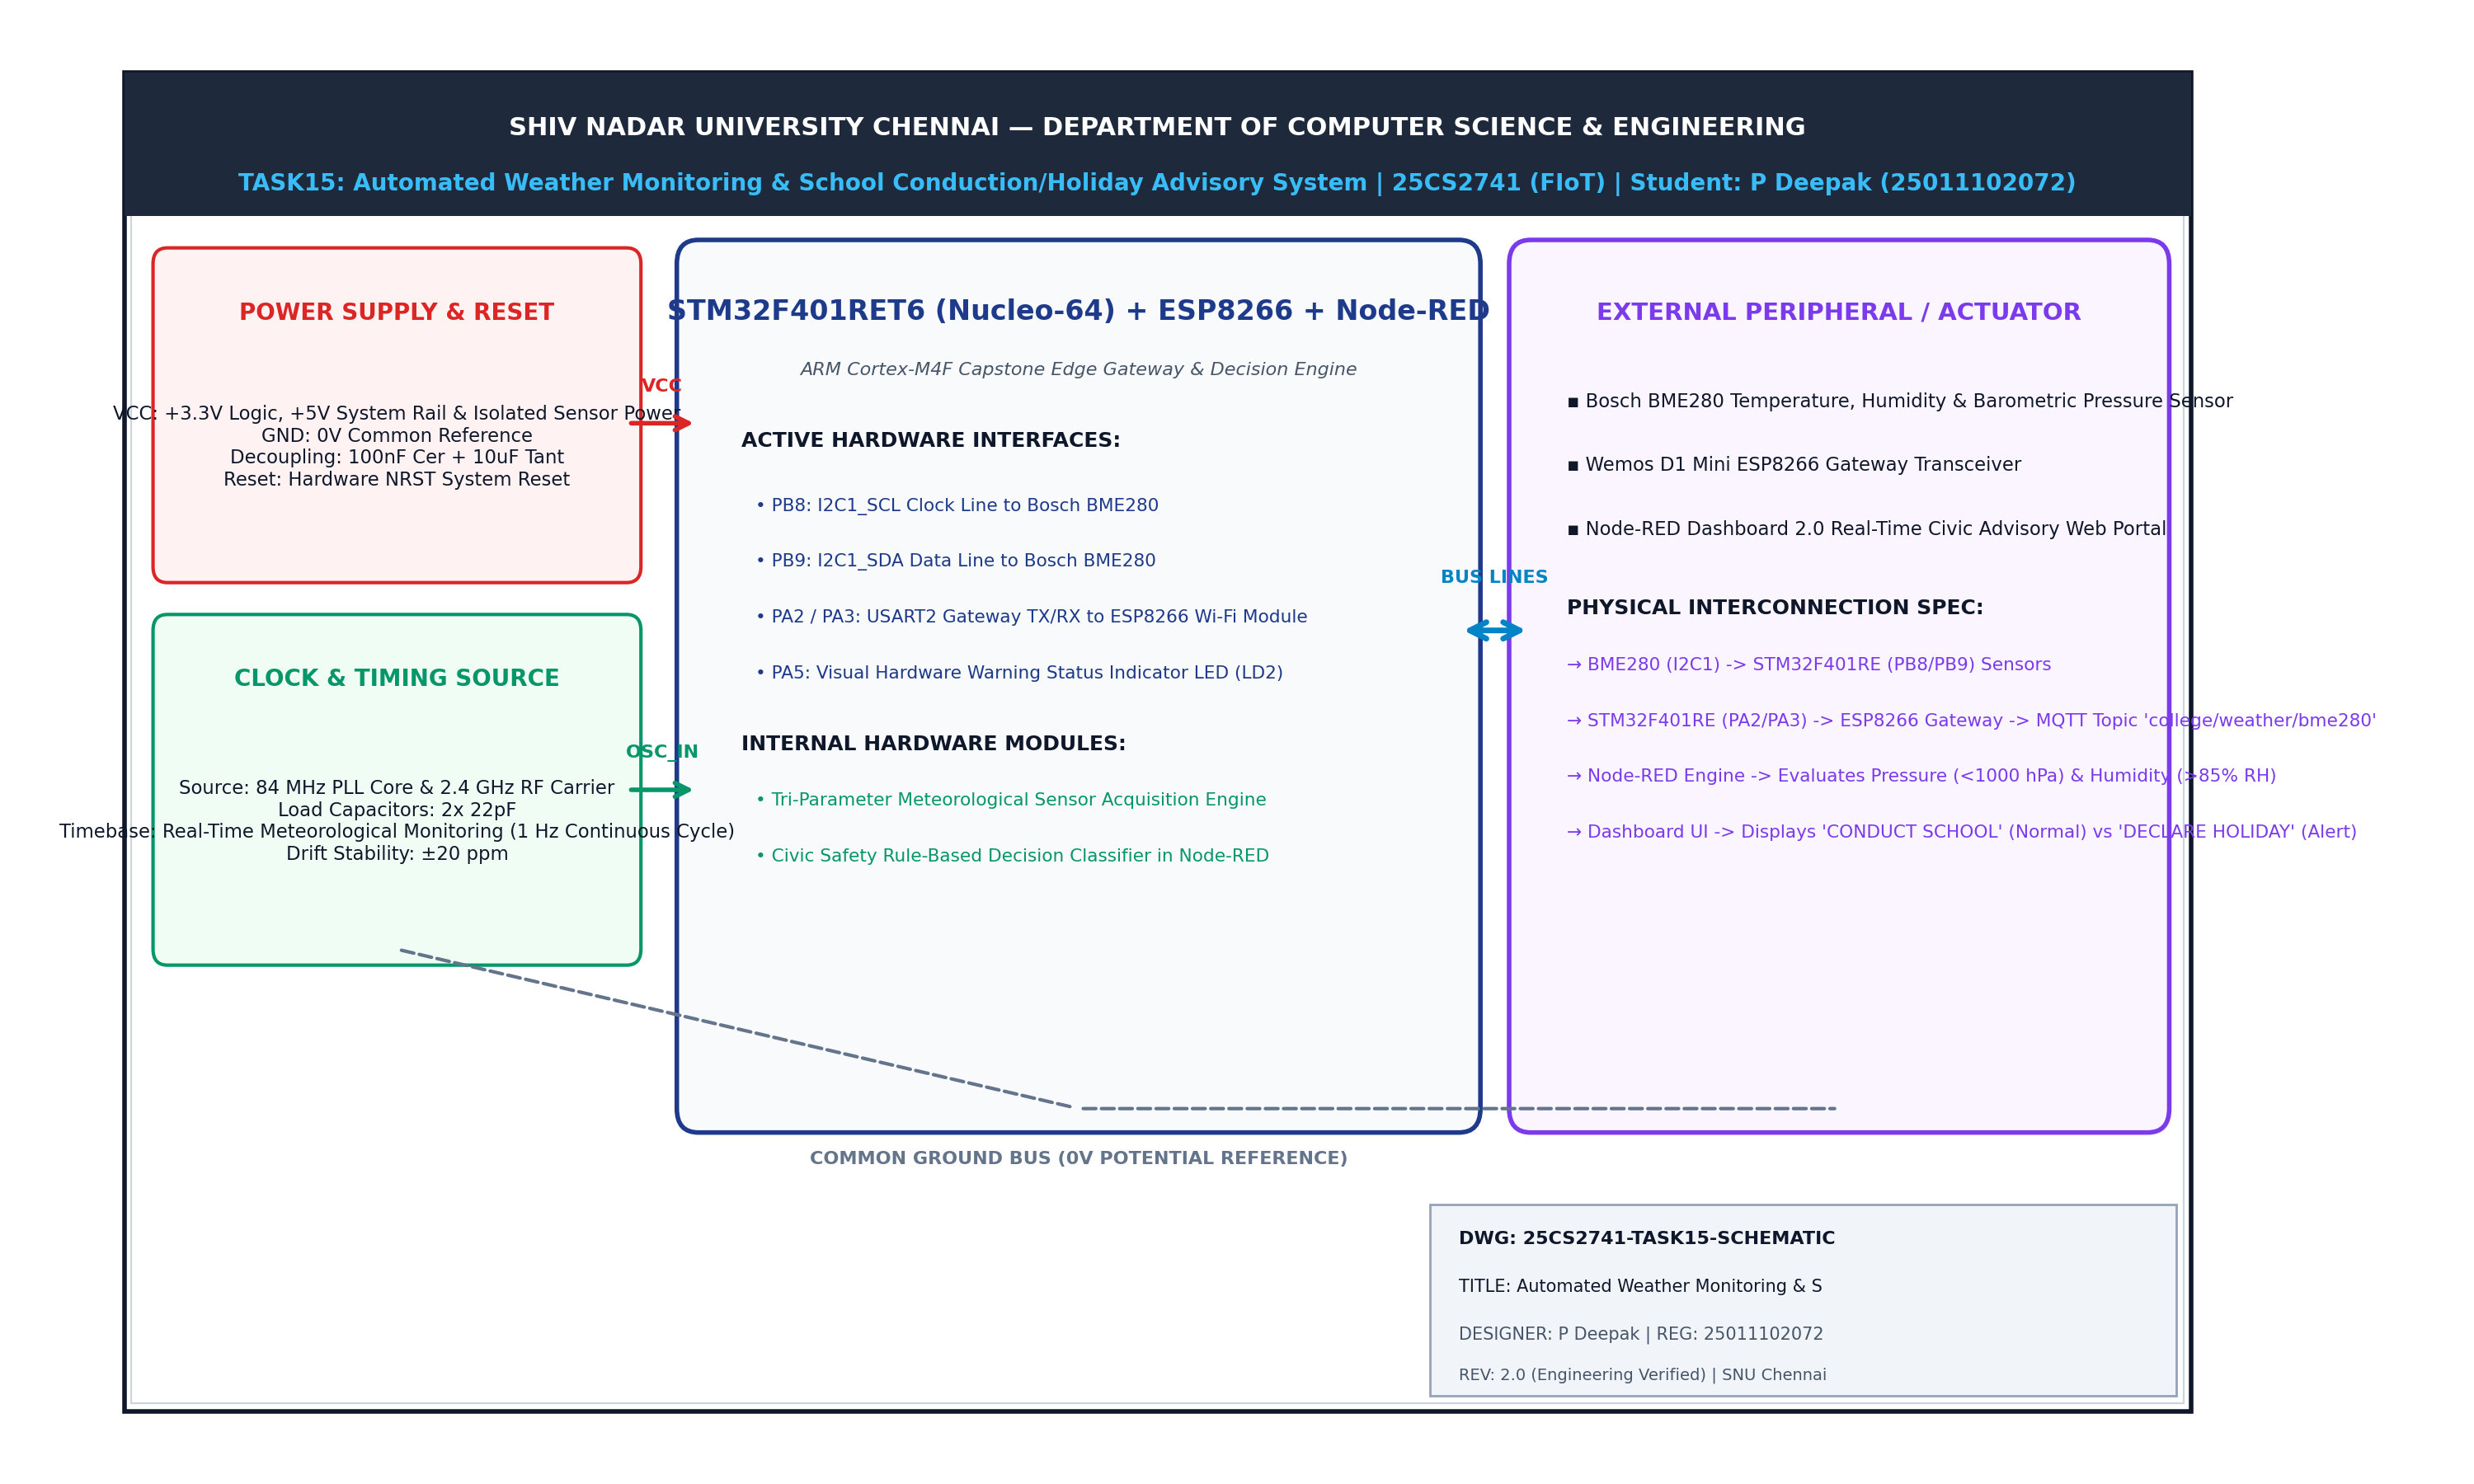 SHIV NADAR UNIVERSITY CHENNAI — DEPARTMENT OF COMPUTER SCIENCE & ENGINEERING
TASK15: Automated Weather Monitoring & School Conduction/Holiday Advisory System | 25CS2741 (FIoT) | Student: P Deepak (25011102072)
POWER SUPPLY & RESET
VCC: +3.3V Logic, +5V System Rail & Isolated Sensor Power
GND: 0V Common Reference
Decoupling: 100nF Cer + 10uF Tant
Reset: Hardware NRST System Reset
VCC
CLOCK & TIMING SOURCE
Source: 84 MHz PLL Core & 2.4 GHz RF Carrier
Load Capacitors: 2x 22pF
Timebase: Real-Time Meteorological Monitoring (1 Hz Continuous Cycle)
Drift Stability: ±20 ppm
OSC_IN
STM32F401RET6 (Nucleo-64) + ESP8266 + Node-RED
ARM Cortex-M4F Capstone Edge Gateway & Decision Engine
ACTIVE HARDWARE INTERFACES:
• PB8: I2C1_SCL Clock Line to Bosch BME280
• PB9: I2C1_SDA Data Line to Bosch BME280
• PA2 / PA3: USART2 Gateway TX/RX to ESP8266 Wi-Fi Module
• PA5: Visual Hardware Warning Status Indicator LED (LD2)
INTERNAL HARDWARE MODULES:
• Tri-Parameter Meteorological Sensor Acquisition Engine
• Civic Safety Rule-Based Decision Classifier in Node-RED
BUS LINES
EXTERNAL PERIPHERAL / ACTUATOR
▪ Bosch BME280 Temperature, Humidity & Barometric Pressure Sensor
▪ Wemos D1 Mini ESP8266 Gateway Transceiver
▪ Node-RED Dashboard 2.0 Real-Time Civic Advisory Web Portal
PHYSICAL INTERCONNECTION SPEC:
→ BME280 (I2C1) -> STM32F401RE (PB8/PB9) Sensors
→ STM32F401RE (PA2/PA3) -> ESP8266 Gateway -> MQTT Topic 'college/weather/bme280'
→ Node-RED Engine -> Evaluates Pressure (<1000 hPa) & Humidity (>85% RH)
→ Dashboard UI -> Displays 'CONDUCT SCHOOL' (Normal) vs 'DECLARE HOLIDAY' (Alert)
COMMON GROUND BUS (0V POTENTIAL REFERENCE)
DWG: 25CS2741-TASK15-SCHEMATIC
TITLE: Automated Weather Monitoring & S
DESIGNER: P Deepak | REG: 25011102072
REV: 2.0 (Engineering Verified) | SNU Chennai